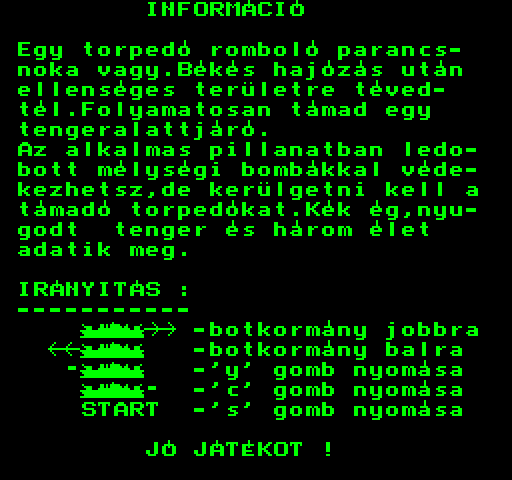 INFORMÁCIÓ
Egy torpedó romboló parancs-
noka vagy.Békés hajózás után
ellenséges területre téved-
tél.Folyamatosan támad egy
tengeralattjáró.
Az alkalmas pillanatban ledo-
bott mélységi bombákkal véde-
kezhetsz,de kerülgetni kell a
támadó torpedókat.Kék ég,nyu-
godt  tenger és három élet
adatik meg.
IRÁNYITÁS :
-botkormány jobbra
-botkormány balra
-'y' gomb nyomása
-'c' gomb nyomása
START -'s' gomb nyomása
JÓ JÁTÉKOT !